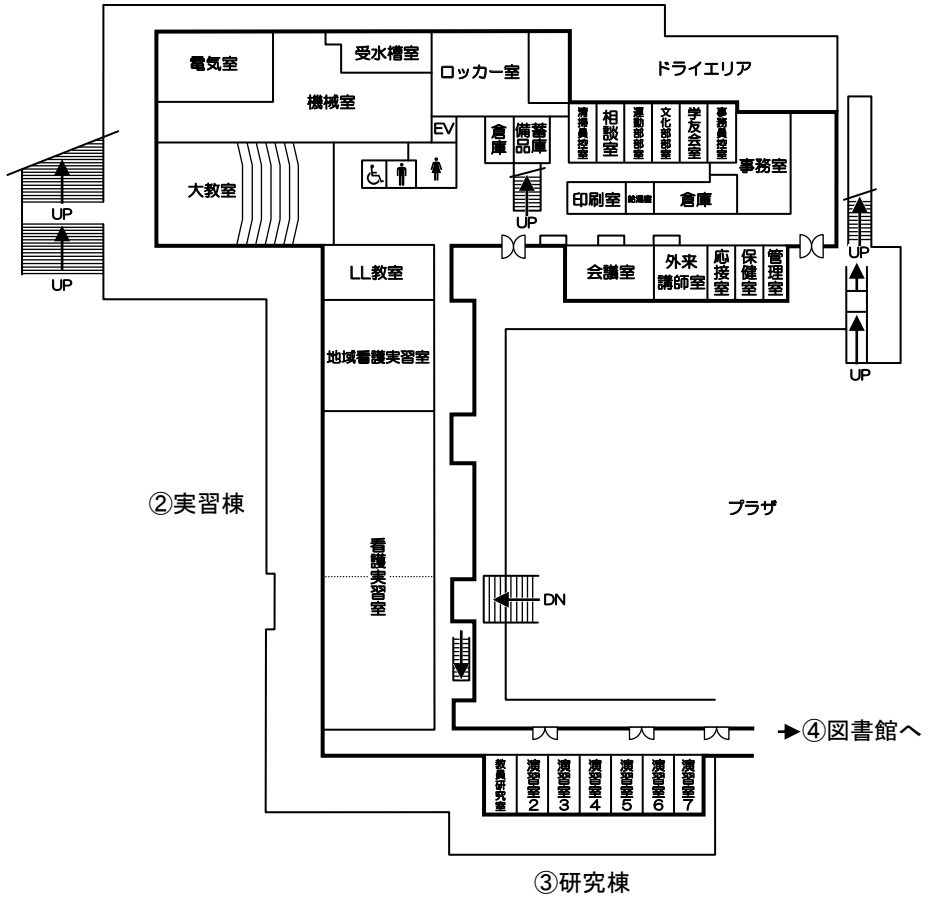 電気室
受水槽室
ロッカー室
ドライエリア
機械室
EV
倉庫
備品
蓄庫
清掃員控室
相談室
運動部部室
文化部部室
学友会室
事務員控室
事務室
大教室
印刷室
給湯室
倉庫
UP
UP
UP
UP
UP
LL教室
会議室
外来
講師室
応接室
保健室
管理室
地域看護実習室
②実習棟
プラザ
看護実習室
DN
➔④図書館へ
教員研究室
演習室2
演習室3
演習室4
演習室5
演習室6
演習室7
③研究棟